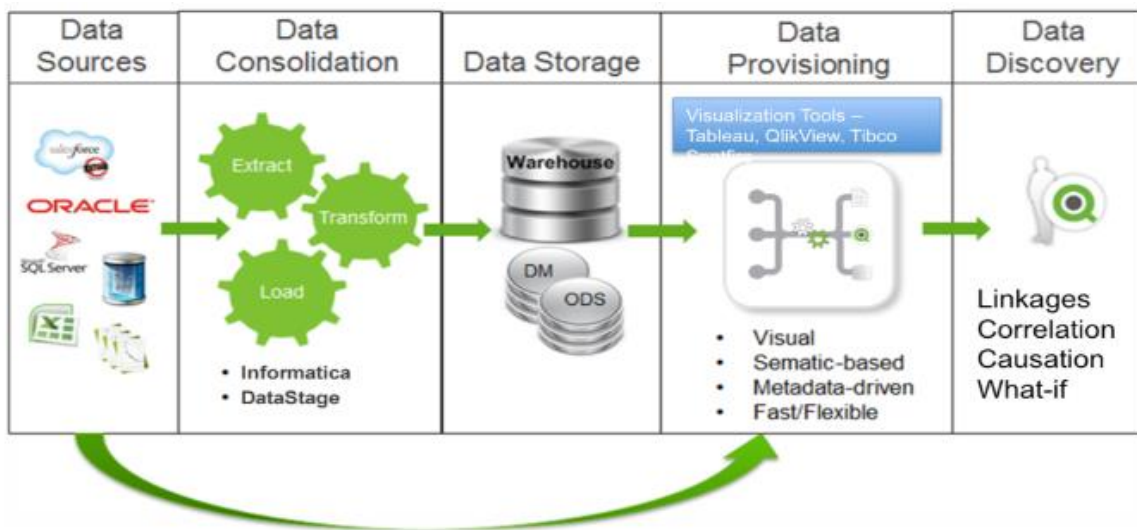 Data
Sources
Data
Consolidation
Data Storage
Data
Provisioning
Data
Discovery
salesforce
ORACLE
SQL Server
Extract
Transform
Load
• Informatica
• DataStage
Warehouse
DM
ODS
Visualization Tools –
Tableau, QlikView, Tibco
• Visual
• Sematic-based
• Metadata-driven
• Fast/Flexible
Linkages
Correlation
Causation
What-if